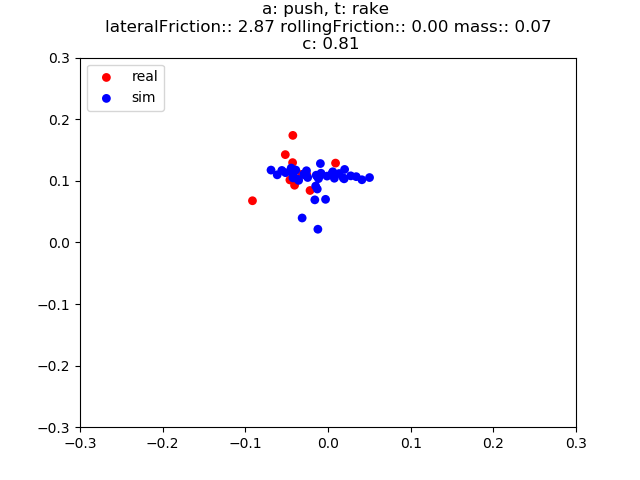 a: push, t: rake
lateralFriction:: 2.87 rollingFriction:: 0.00 mass:: 0.07
c: 0.81
real
sim
0.3
0.2
0.1
0.0
−0.1
−0.2
−0.3
−0.3 −0.2 −0.1 0.0 0.1 0.2 0.3